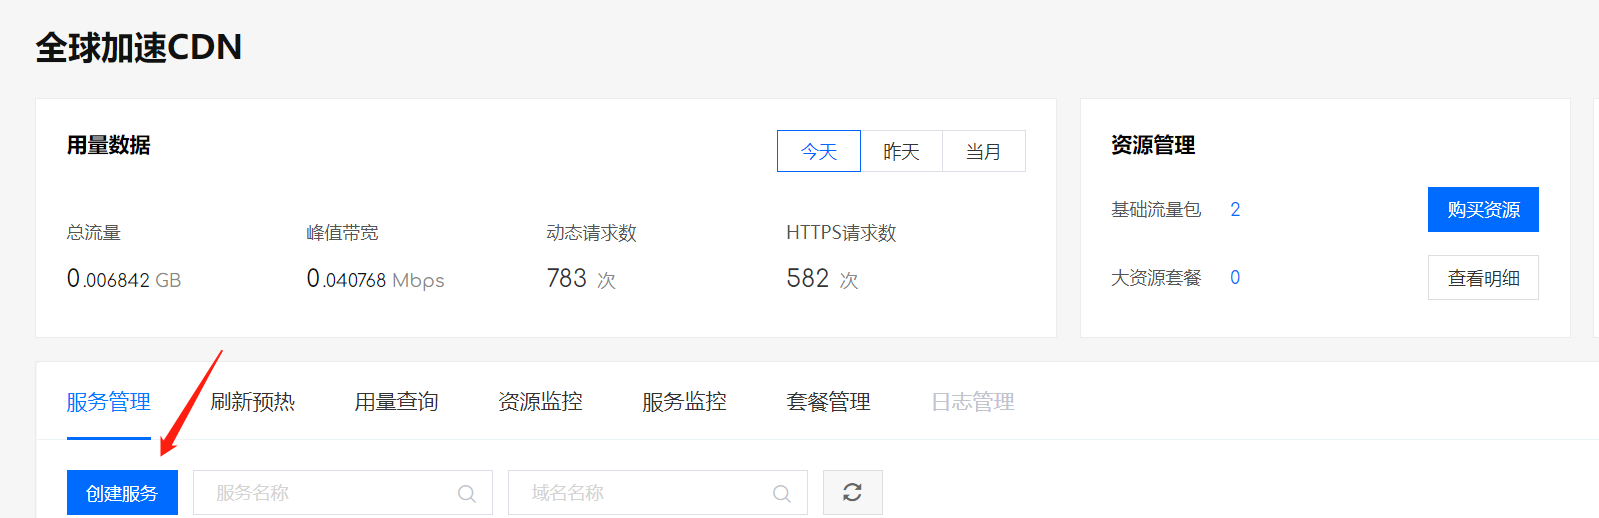 全球加速CDN
用量数据
今天 昨天 当月
总流量 峰值带宽 动态请求数 HTTPS请求数
0.006842 GB 0.040768 Mbps 783 次 582 次
资源管理
基础流量包 2 购买资源
大资源套餐 0 查看明细
服务管理 刷新预热 用量查询 资源监控 服务监控 套餐管理 日志管理
创建服务 服务名称 域名名称